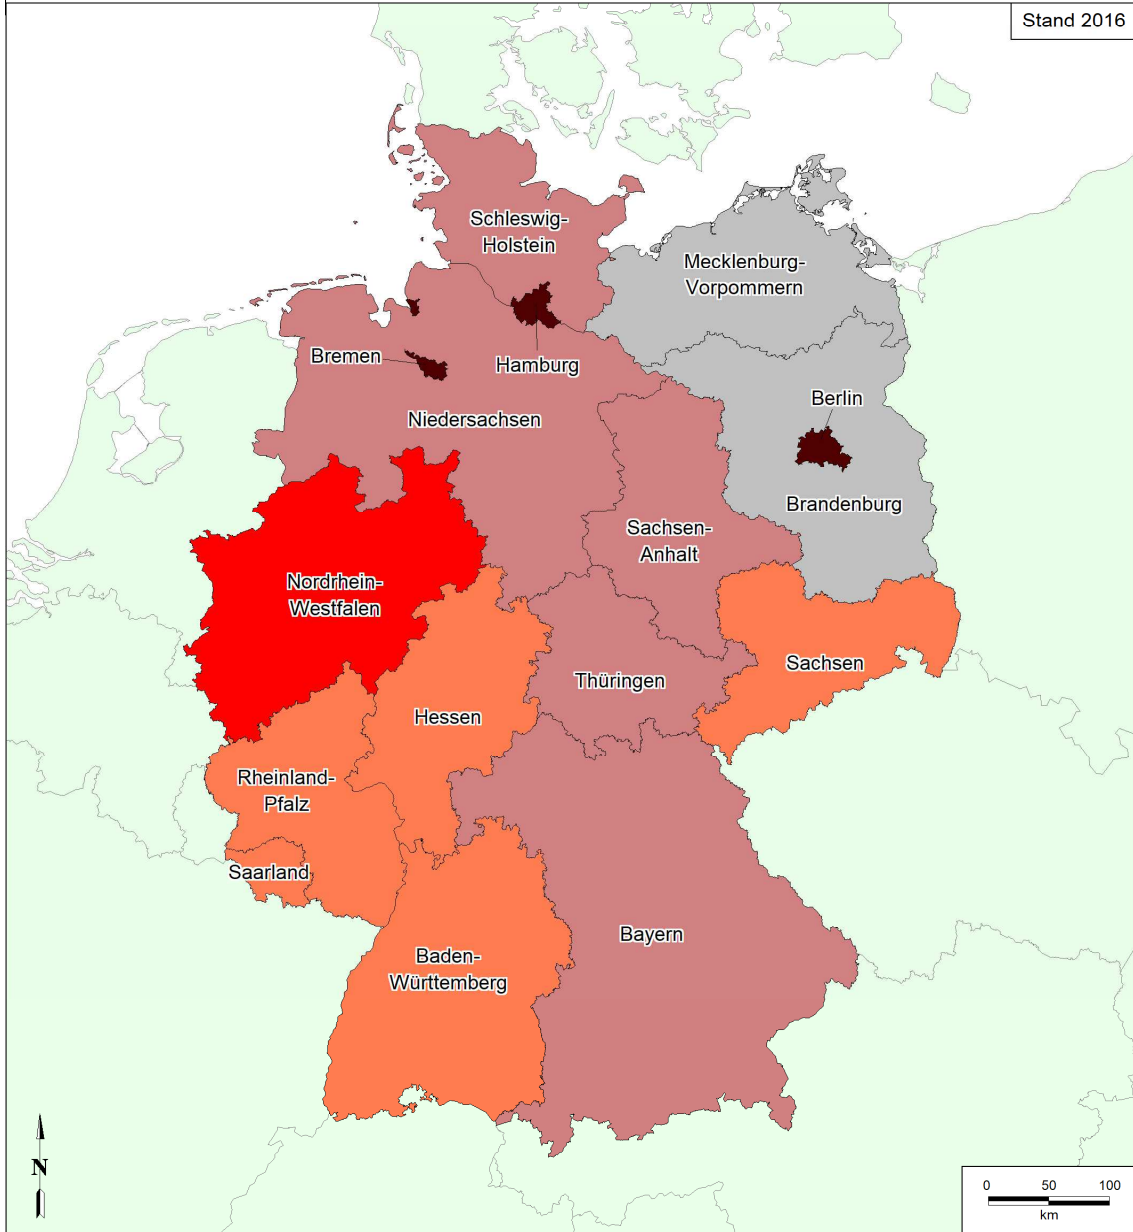 Stand 2016
Schleswig-
Holstein
Mecklenburg-
Vorpommern
Bremen
Hamburg
Berlin
Niedersachsen
Brandenburg
Sachsen-
Anhalt
Nordrhein-
Westfalen
Sachsen
Thüringen
Hessen
Rheinland-
Pfalz
Saarland
Bayern
Baden-
Württemberg
N
0 50 100
km